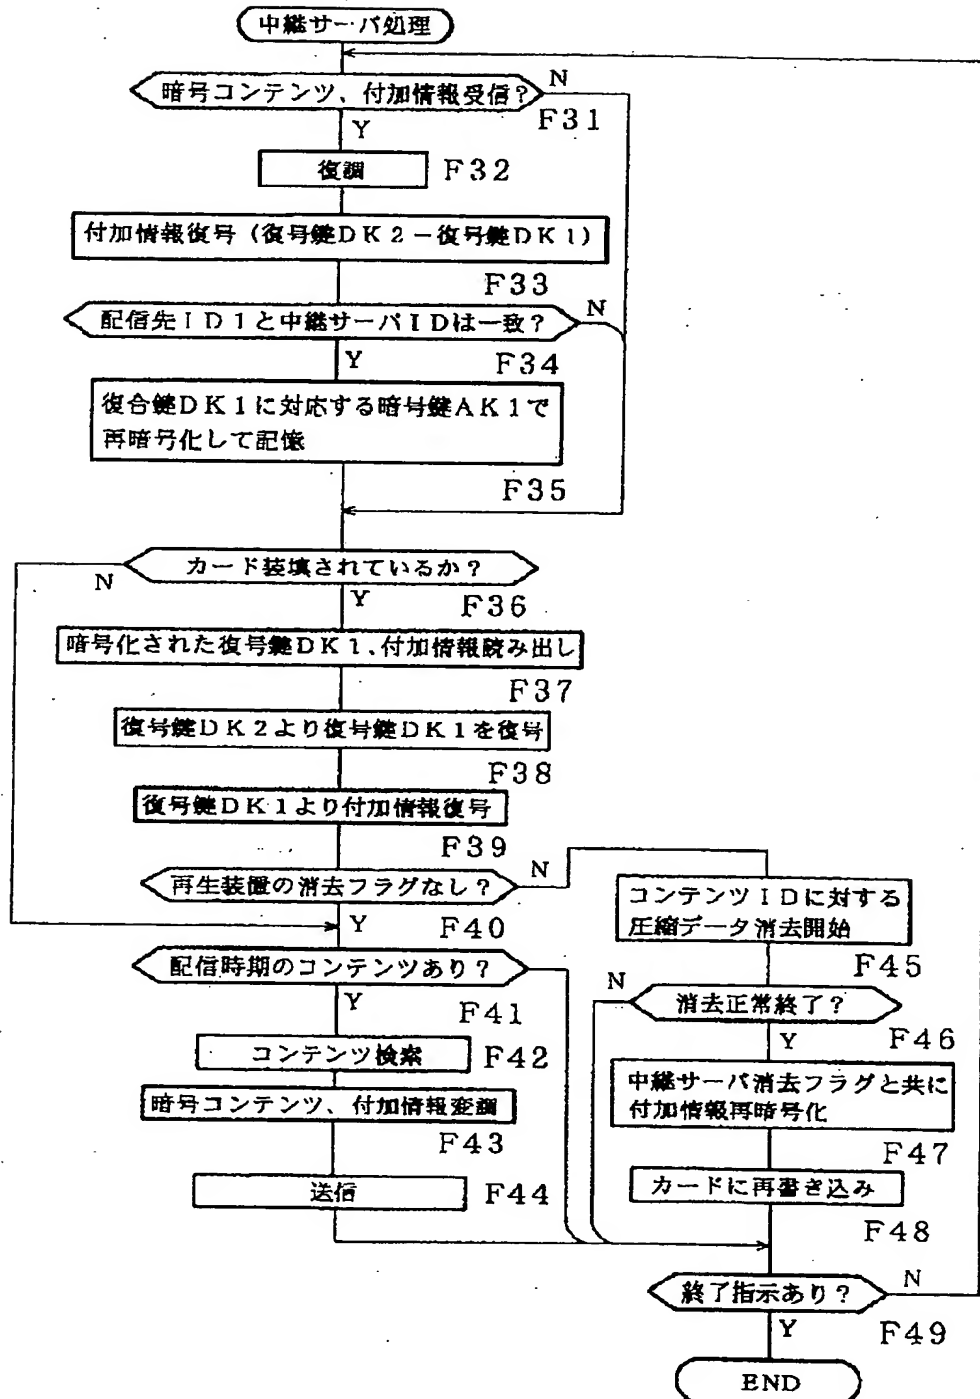 中継サーバ処理
暗号コンテンツ、付加情報受信?
N
F31
Y
復調
F32
付加情報復号(復号鍵DK2-復号鍵DK1)
F33
配信先ID1と中継サーバIDは一致?
N
F34
Y
復合鍵DK1に対応する暗号鍵AK1で
再暗号化して記憶
F35
カード装填されているか?
N
Y
F36
暗号化された復号鍵DK1、付加情報読み出し
F37
復号鍵DK2より復号鍵DK1を復号
F38
復号鍵DK1より付加情報復号
F39
再生装置の消去フラグなし?
N
Y
F40
配信時期のコンテンツあり?
Y
F41
コンテンツ検索
F42
暗号コンテンツ、付加情報変調
F43
送信
F44
コンテンツIDに対する
圧縮データ消去開始
F45
N
消去正常終了?
Y
F46
中継サーバ消去フラグと共に
付加情報再暗号化
F47
カードに再書き込み
F48
終了指示あり?
N
Y
F49
END